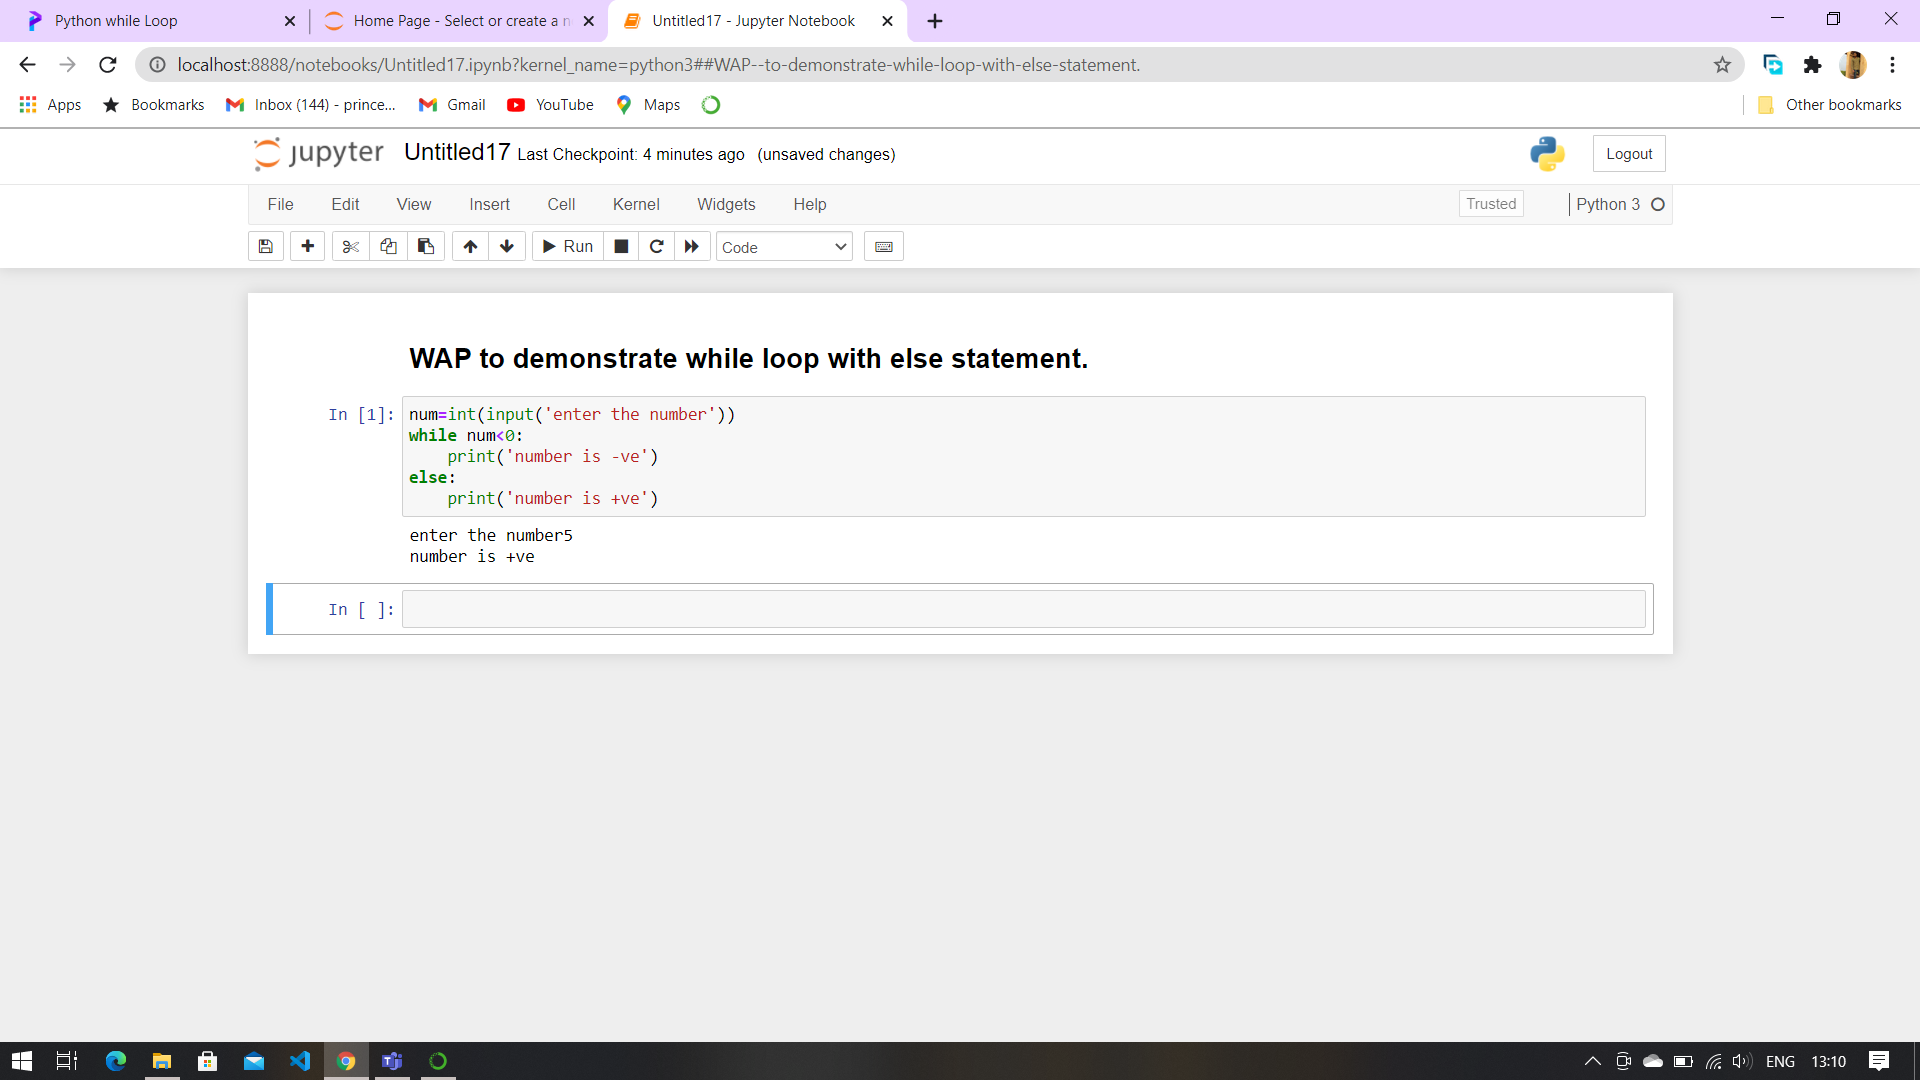 Python while Loop
Home Page - Select or create a n
Untitled17 - Jupyter Notebook
localhost:8888/notebooks/Untitled17.ipynb?kernel_name=python3##WAP--to-demonstrate-while-loop-with-else-statement.
Apps Bookmarks Inbox (144) - prince... Gmail YouTube Maps Other bookmarks
jupyter Untitled17 Last Checkpoint: 4 minutes ago (unsaved changes) Logout
File Edit View Insert Cell Kernel Widgets Help Trusted Python 3
Run Code
WAP to demonstrate while loop with else statement.
In [1]: num=int(input('enter the number'))
while num<0:
    print('number is -ve')
else:
    print('number is +ve')
enter the number5
number is +ve
In [ ]:
ENG 13:10